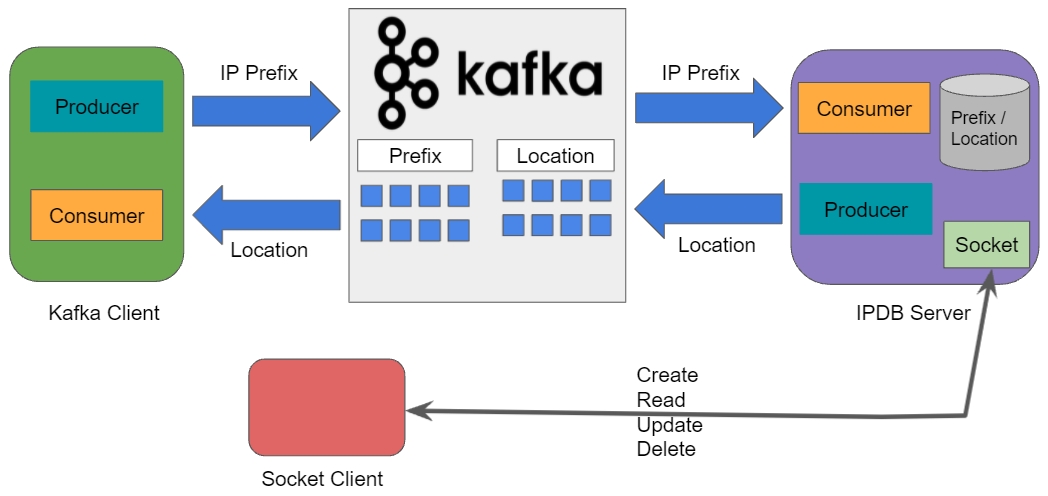 kafka
IP Prefix
IP Prefix
Producer
Consumer
Prefix /
Location
Prefix
Location
Consumer
Producer
Location
Location
Socket
Kafka Client
IPDB Server
Create
Read
Update
Delete
Socket Client